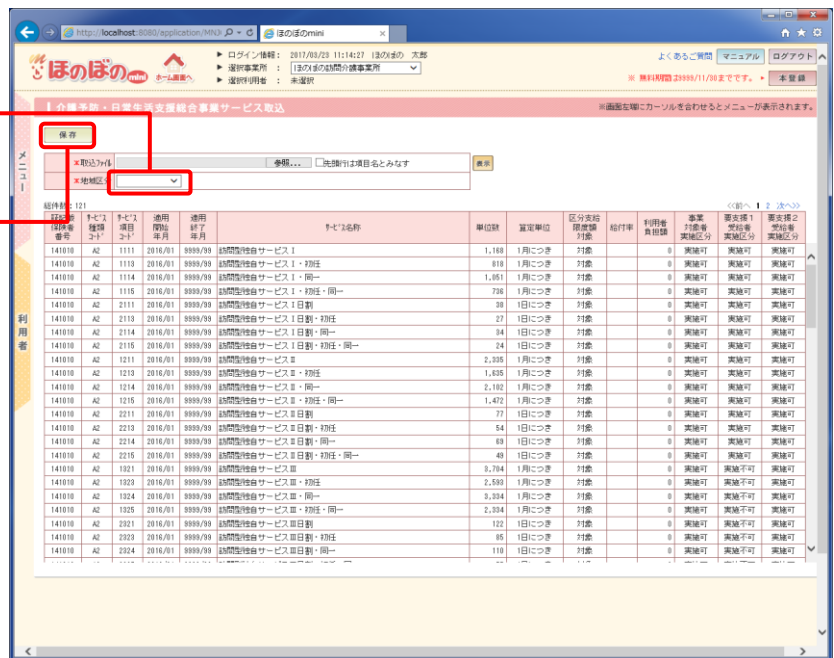 http://localhost:8080/application/MN
ほのぼのmini
ほのぼのmini
ホーム画面へ
▶ ログイン情報： 2017/03/23 11:14:27 ほのぼの 太郎
▶ 選択事業所 ： ほのぼの訪問介護事業所
▶ 選択利用者 ： 未選択
よくあるご質問 マニュアル ログアウト
※ 無料期間は9999/11/30までです。 ▶ 本登録
介護予防・日常生活支援総合事業サービス取込
※画面左端にカーソルを合わせるとメニューが表示されます。
保存
メニュー
利用者
×取込ファイル 参照... □先頭行は項目名とみなす 表示
×地域区分
総件数：121 <<前へ 1 2 次へ>>
証記載保険者番号 サービス種類コード サービス項目コード 適用開始年月 適用終了年月 サービス名称 単位数 算定単位 区分支給限度額対象 給付率 利用者負担額 事業対象者実施区分 要支援1受給者実施区分 要支援2受給者実施区分
141010 A2 1111 2016/01 9999/99 訪問型独自サービスⅠ 1,168 1月につき 対象 0 実施可 実施可 実施可
141010 A2 1113 2016/01 9999/99 訪問型独自サービスⅠ・初任 818 1月につき 対象 0 実施可 実施可 実施可
141010 A2 1114 2016/01 9999/99 訪問型独自サービスⅠ・同一 1,051 1月につき 対象 0 実施可 実施可 実施可
141010 A2 1115 2016/01 9999/99 訪問型独自サービスⅠ・初任・同一 736 1月につき 対象 0 実施可 実施可 実施可
141010 A2 2111 2016/01 9999/99 訪問型独自サービスⅠ日割 38 1日につき 対象 0 実施可 実施可 実施可
141010 A2 2113 2016/01 9999/99 訪問型独自サービスⅠ日割・初任 27 1日につき 対象 0 実施可 実施可 実施可
141010 A2 2114 2016/01 9999/99 訪問型独自サービスⅠ日割・同一 34 1日につき 対象 0 実施可 実施可 実施可
141010 A2 2115 2016/01 9999/99 訪問型独自サービスⅠ日割・初任・同一 24 1日につき 対象 0 実施可 実施可 実施可
141010 A2 1211 2016/01 9999/99 訪問型独自サービスⅡ 2,335 1月につき 対象 0 実施可 実施可 実施可
141010 A2 1213 2016/01 9999/99 訪問型独自サービスⅡ・初任 1,635 1月につき 対象 0 実施可 実施可 実施可
141010 A2 1214 2016/01 9999/99 訪問型独自サービスⅡ・同一 2,102 1月につき 対象 0 実施可 実施可 実施可
141010 A2 1215 2016/01 9999/99 訪問型独自サービスⅡ・初任・同一 1,472 1月につき 対象 0 実施可 実施可 実施可
141010 A2 2211 2016/01 9999/99 訪問型独自サービスⅡ日割 77 1日につき 対象 0 実施可 実施可 実施可
141010 A2 2213 2016/01 9999/99 訪問型独自サービスⅡ日割・初任 54 1日につき 対象 0 実施可 実施可 実施可
141010 A2 2214 2016/01 9999/99 訪問型独自サービスⅡ日割・同一 69 1日につき 対象 0 実施可 実施可 実施可
141010 A2 2215 2016/01 9999/99 訪問型独自サービスⅡ日割・初任・同一 49 1日につき 対象 0 実施可 実施可 実施可
141010 A2 1321 2016/01 9999/99 訪問型独自サービスⅢ 3,704 1月につき 対象 0 実施可 実施不可 実施可
141010 A2 1323 2016/01 9999/99 訪問型独自サービスⅢ・初任 2,593 1月につき 対象 0 実施可 実施不可 実施可
141010 A2 1324 2016/01 9999/99 訪問型独自サービスⅢ・同一 3,334 1月につき 対象 0 実施可 実施不可 実施可
141010 A2 1325 2016/01 9999/99 訪問型独自サービスⅢ・初任・同一 2,334 1月につき 対象 0 実施可 実施不可 実施可
141010 A2 2321 2016/01 9999/99 訪問型独自サービスⅢ日割 122 1日につき 対象 0 実施可 実施不可 実施可
141010 A2 2323 2016/01 9999/99 訪問型独自サービスⅢ日割・初任 85 1日につき 対象 0 実施可 実施不可 実施可
141010 A2 2324 2016/01 9999/99 訪問型独自サービスⅢ日割・同一 110 1日につき 対象 0 実施可 実施不可 実施可